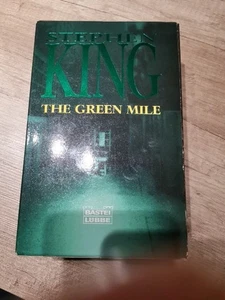 STEPHEN
KING
THE GREEN MILE
BASTEI
LÜBBE